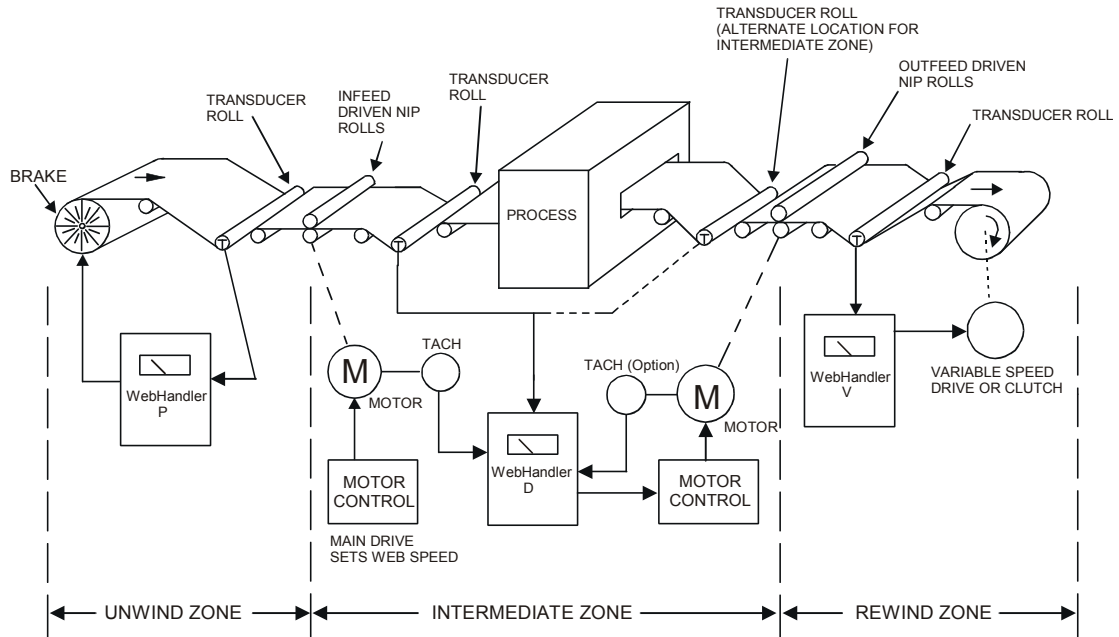 TRANSDUCER ROLL
(ALTERNATE LOCATION FOR
INTERMEDIATE ZONE)
OUTFEED DRIVEN
NIP ROLLS
TRANSDUCER
ROLL
INFEED
DRIVEN NIP
ROLLS
TRANSDUCER
ROLL
TRANSDUCER ROLL
BRAKE
PROCESS
T
T
T
T
WebHandler
P
M
MOTOR
TACH
TACH (Option)
M
MOTOR
WebHandler
D
WebHandler
V
VARIABLE SPEED
DRIVE OR CLUTCH
MOTOR
CONTROL
MOTOR
CONTROL
MAIN DRIVE
SETS WEB SPEED
UNWIND ZONE
INTERMEDIATE ZONE
REWIND ZONE